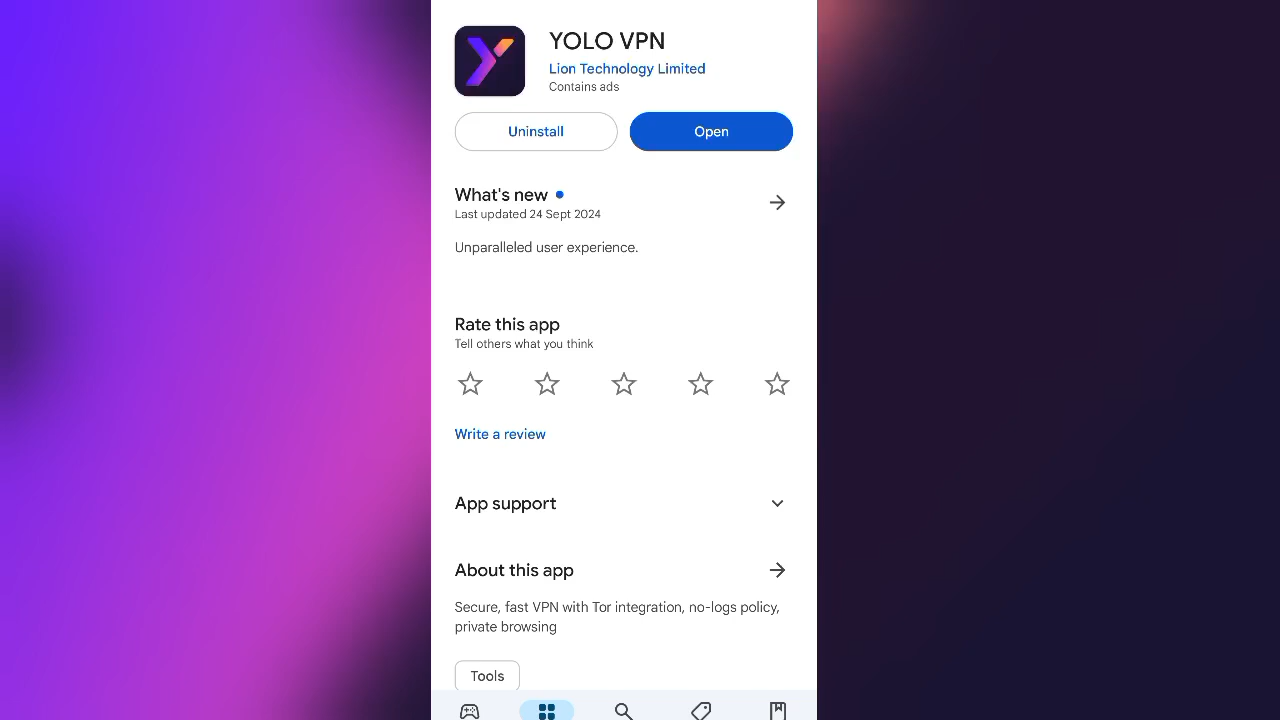 YOLO VPN
Lion Technology Limited
Contains ads
Uninstall
Open
What's new
Last updated 24 Sept 2024
Unparalleled user experience.
Rate this app
Tell others what you think
Write a review
App support
About this app
Secure, fast VPN with Tor integration, no-logs policy,
private browsing
Tools